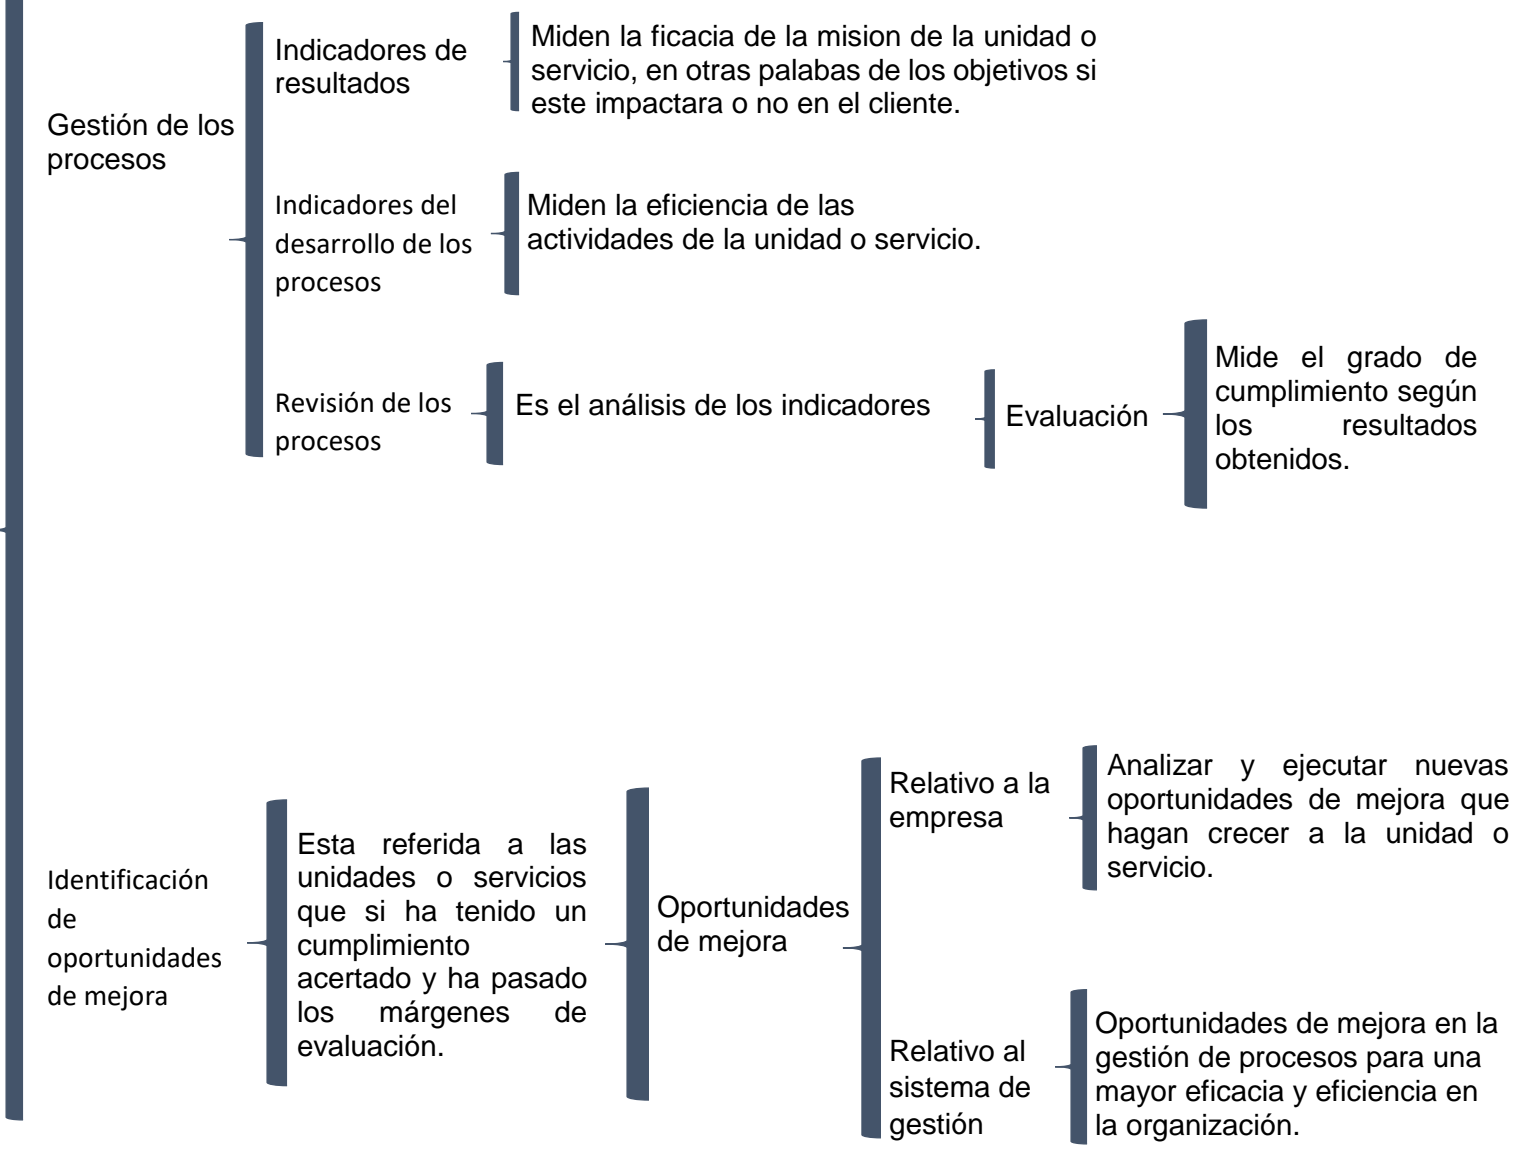 Gestión de los
procesos
Indicadores de
resultados
Miden la ficacia de la mision de la unidad o
servicio, en otras palabas de los objetivos si
este impactara o no en el cliente.
Indicadores del
desarrollo de los
procesos
Miden la eficiencia de las
actividades de la unidad o servicio.
Revisión de los
procesos
Es el análisis de los indicadores
Evaluación
Mide el grado de
cumplimiento según
los resultados
obtenidos.
Identificación
de
oportunidades
de mejora
Esta referida a las
unidades o servicios
que si ha tenido un
cumplimiento
acertado y ha pasado
los márgenes de
evaluación.
Oportunidades
de mejora
Relativo a la
empresa
Analizar y ejecutar nuevas
oportunidades de mejora que
hagan crecer a la unidad o
servicio.
Relativo al
sistema de
gestión
Oportunidades de mejora en la
gestión de procesos para una
mayor eficacia y eficiencia en
la organización.